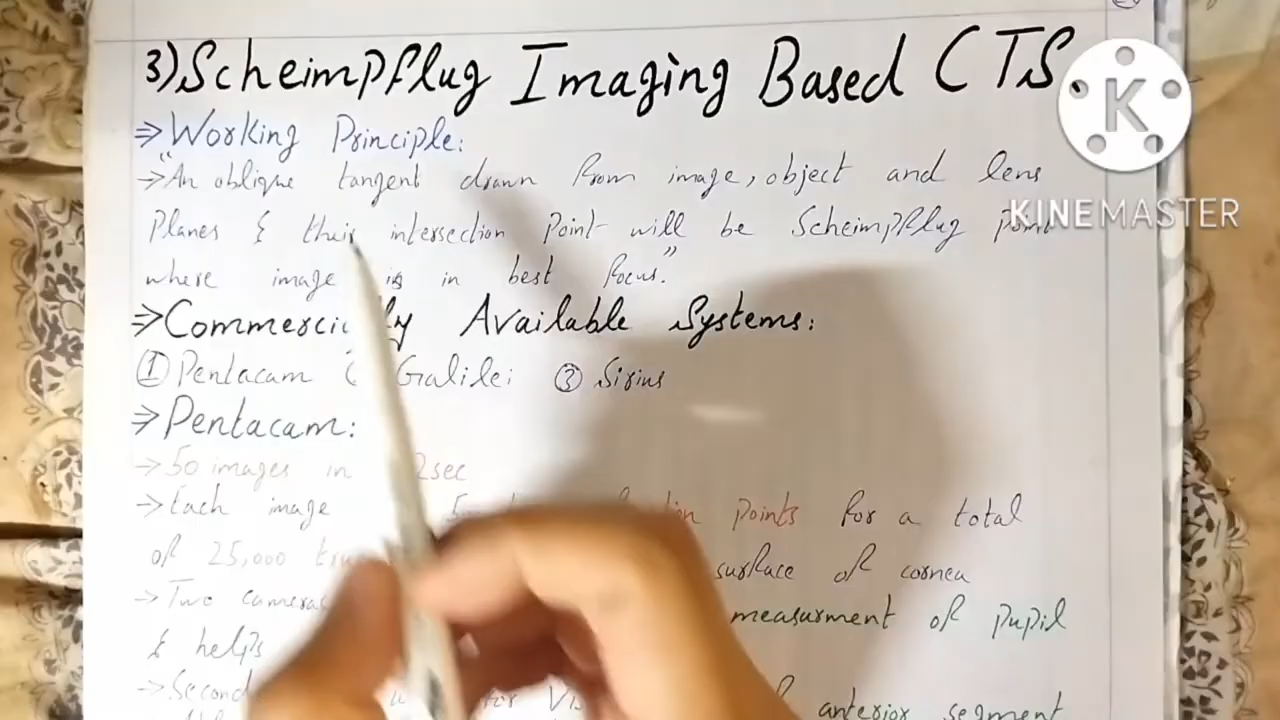 3) Scheimpflug Imaging Based CTS.
⇒ Working Principle:
→ "An oblique tangent drawn from image, object and lens
Planes & their intersection Point will be Scheimpflug point
where image is in best focus."
⇒ Commercially Available Systems:
① Pentacam Galilei ③ Sirius
⇒ Pentacam:
→ 50 images in 2sec
→ Each image points for a total
of 25,000 surface of cornea
→ Two cameras measurment of pupil
& helps
→ Second for anterior segment
K
KINEMASTER